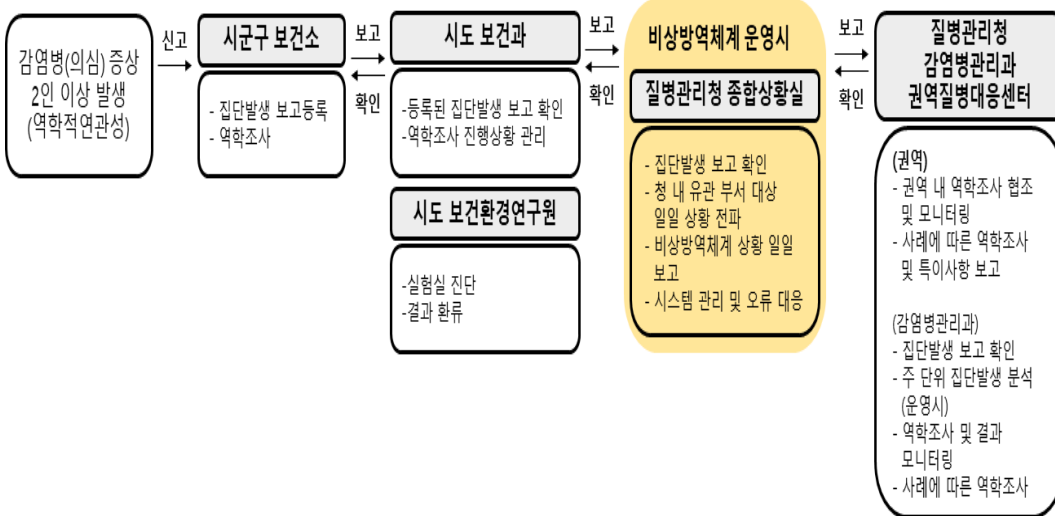 감염병(의심) 증상
2인 이상 발생
(역학적연관성)
신고
시군구 보건소
- 집단발생 보고등록
- 역학조사
보고
확인
시도 보건과
-등록된 집단발생 보고 확인
-역학조사 진행상황 관리
시도 보건환경연구원
-실험실 진단
-결과 환류
보고
확인
비상방역체계 운영시
질병관리청 종합상황실
- 집단발생 보고 확인
- 청 내 유관 부서 대상
일일 상황 전파
- 비상방역체계 상황 일일
보고
- 시스템 관리 및 오류 대응
보고
확인
질병관리청
감염병관리과
권역질병대응센터
(권역)
- 권역 내 역학조사 협조
및 모니터링
- 사례에 따른 역학조사
및 특이사항 보고
(감염병관리과)
- 집단발생 보고 확인
- 주 단위 집단발생 분석
(운영시)
- 역학조사 및 결과
모니터링
- 사례에 따른 역학조사